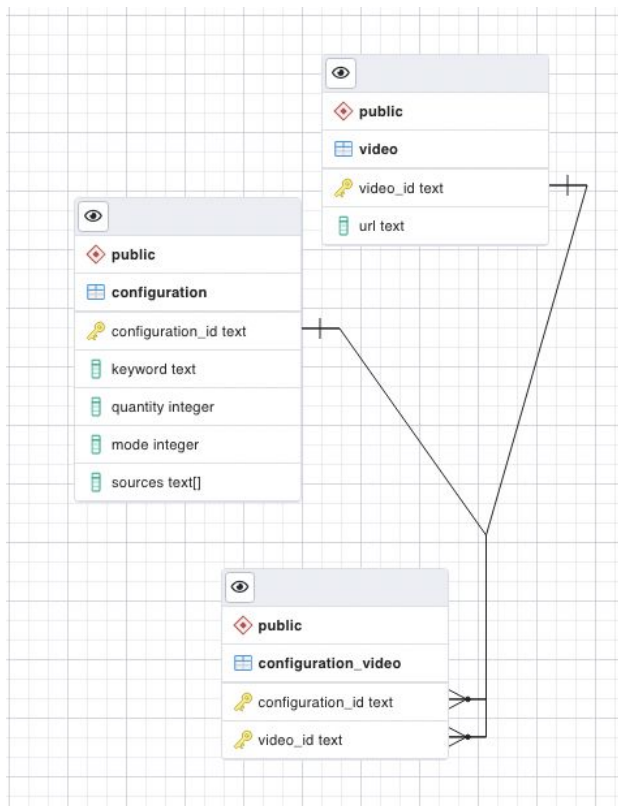 public
video
video_id text
url text
public
configuration
configuration_id text
keyword text
quantity integer
mode integer
sources text[]
public
configuration_video
configuration_id text
video_id text